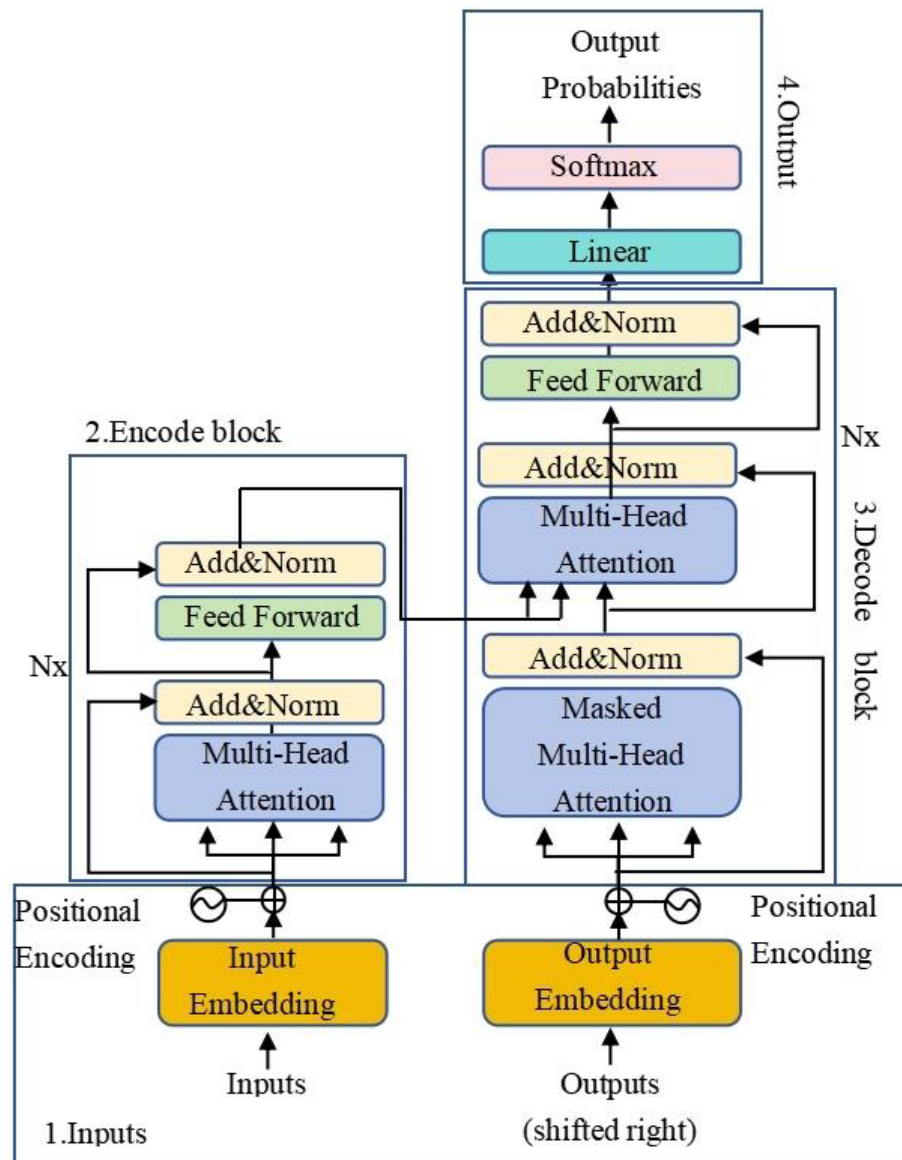 Output
Probabilities
4.Output
Softmax
Linear
Add&Norm
Feed Forward
Nx
Add&Norm
Multi-Head
Attention
3.Decode block
Add&Norm
Masked
Multi-Head
Attention
2.Encode block
Add&Norm
Feed Forward
Nx
Add&Norm
Multi-Head
Attention
Positional
Encoding
Input
Embedding
Inputs
Output
Embedding
Positional
Encoding
Outputs
(shifted right)
1.Inputs